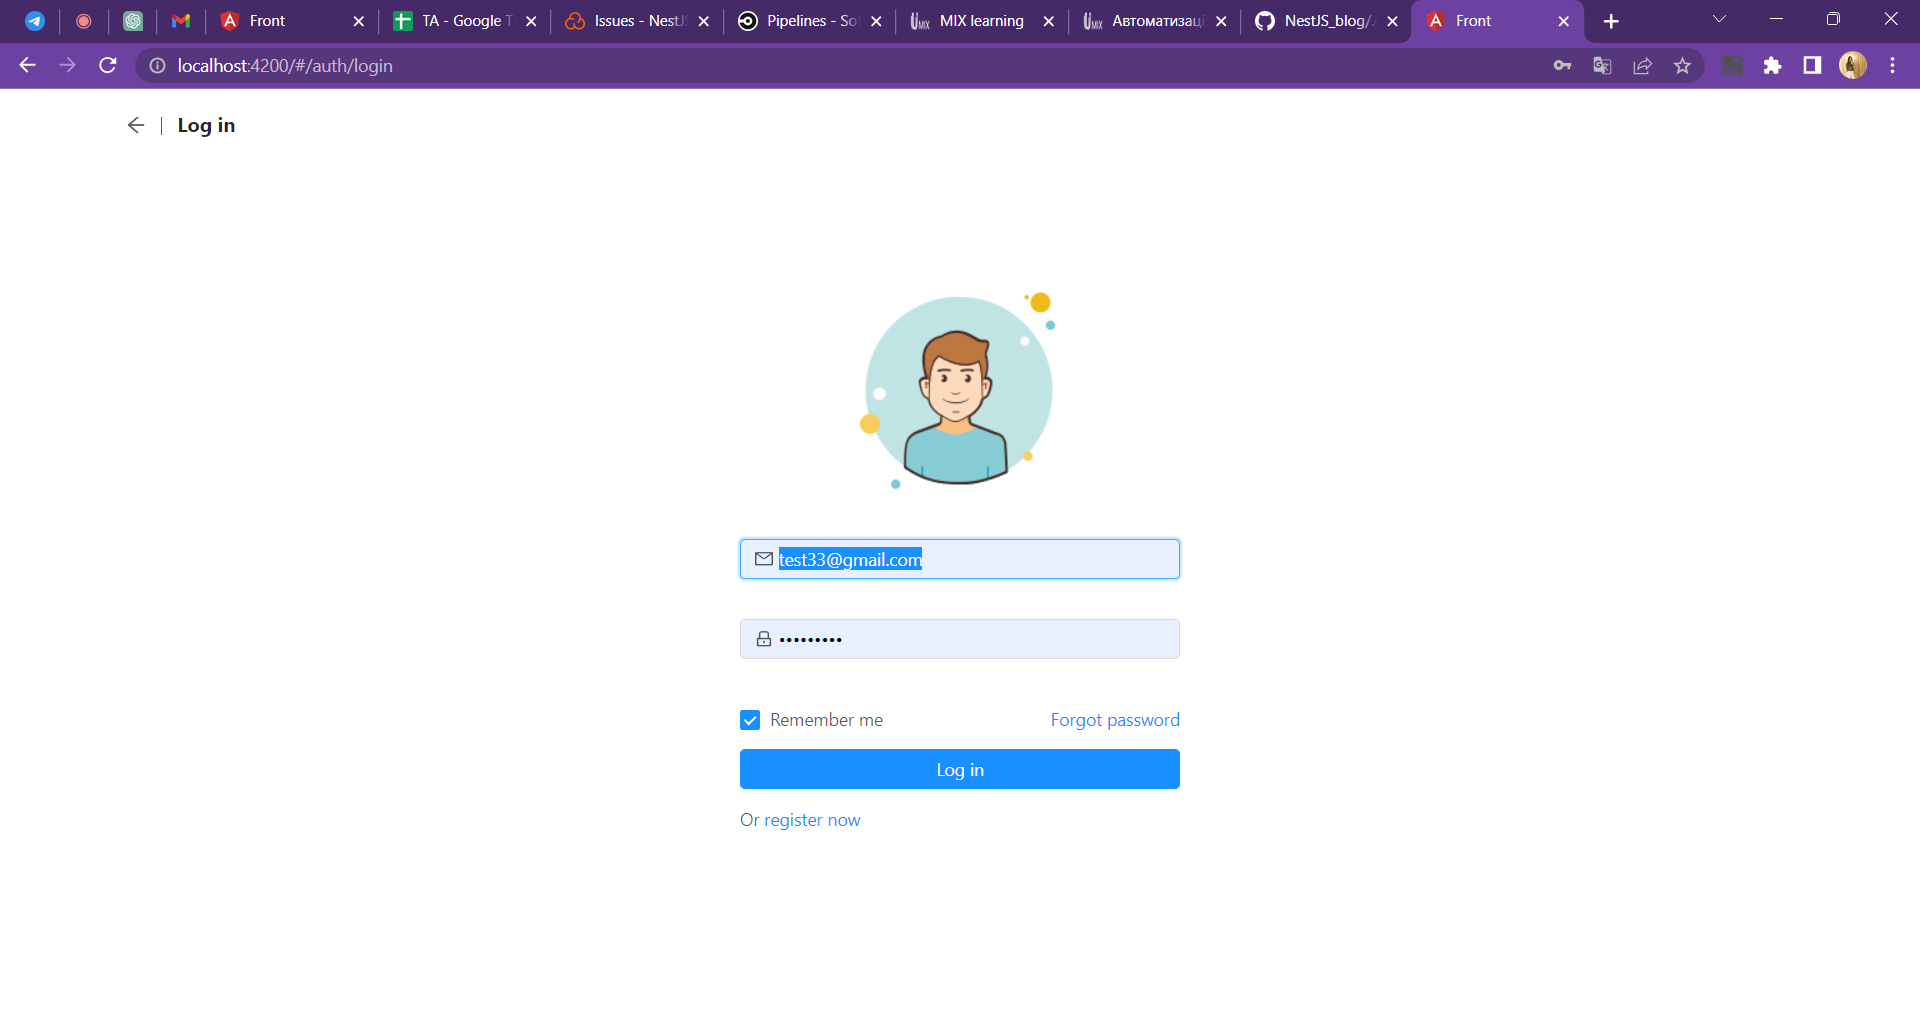 Front
TA - Google T
Issues - NestJS
Pipelines - So
MIX learning
Автоматизац
NestJS_blog/.
Front
localhost:4200/#/auth/login
Log in
test33@gmail.com
•••••••••
Remember me
Forgot password
Log in
Or register now